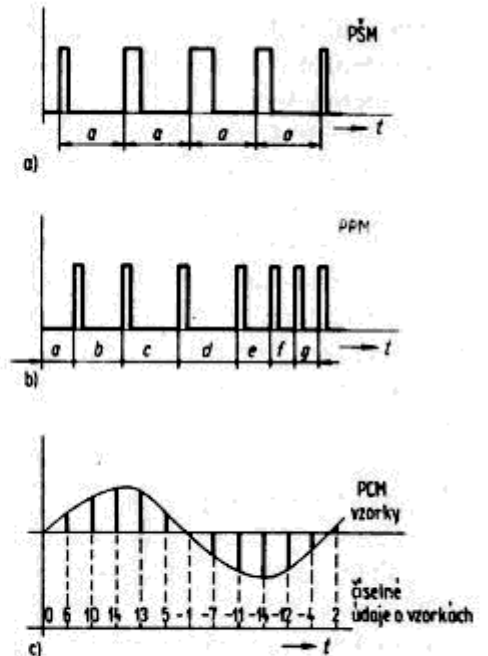 PŠM
t
a a a a
a)
PPM
a b c d e f g
t
b)
PCM
vzorky
číselné
0 6 10 14 13 5 -1 -7 -11 -14 -12 -4 2 údaje o vzorkách
c)
t